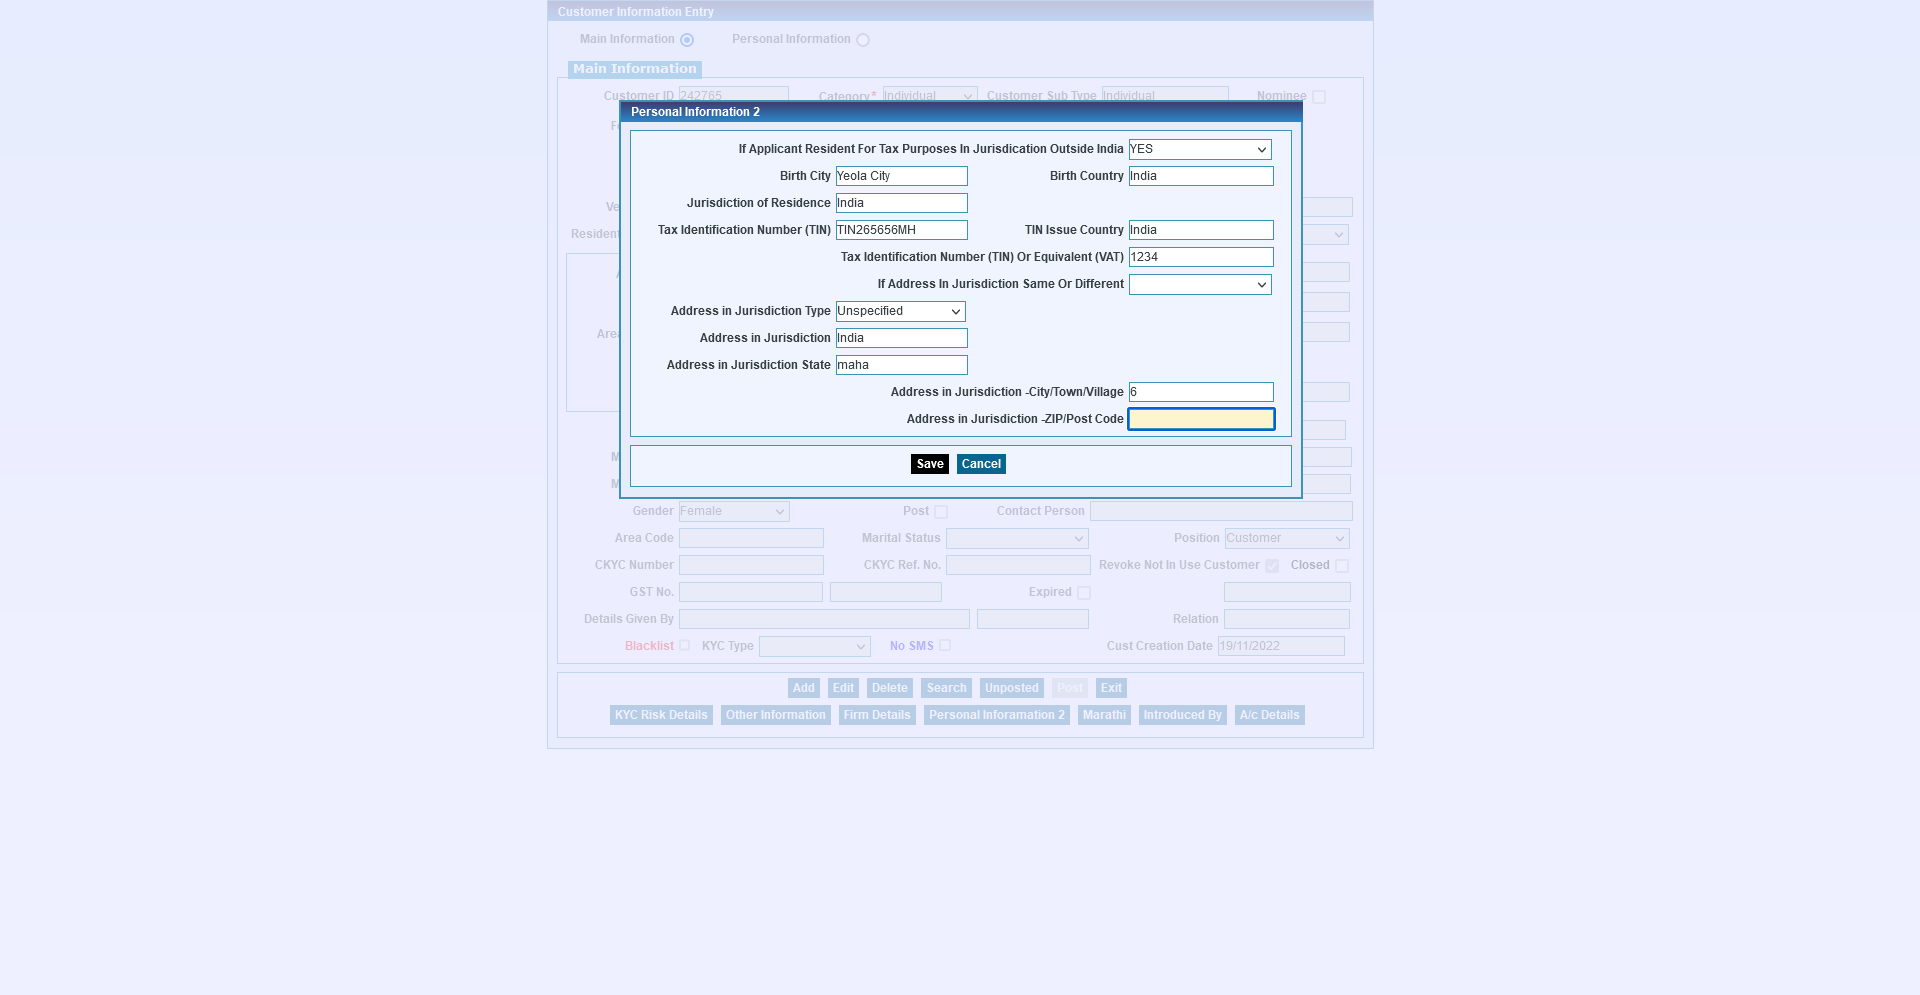 Customer Information Entry
Main Information Personal Information
Main Information
Customer ID 242765 Category* Individual Customer Sub Type Individual Nominee
Personal Information 2
If Applicant Resident For Tax Purposes In Jurisdication Outside India YES
Birth City Yeola City Birth Country India
Jurisdiction of Residence India
Tax Identification Number (TIN) TIN265656MH TIN Issue Country India
Resident
Tax Identification Number (TIN) Or Equivalent (VAT) 1234
If Address In Jurisdiction Same Or Different
Address in Jurisdiction Type Unspecified
Address in Jurisdiction India
Address in Jurisdiction State maha
Address in Jurisdiction -City/Town/Village 6
Address in Jurisdiction -ZIP/Post Code
Save Cancel
Gender Female Post Contact Person
Area Code Marital Status Position Customer
CKYC Number CKYC Ref. No. Revoke Not In Use Customer Closed
GST No. Expired
Details Given By Relation
Blacklist KYC Type No SMS Cust Creation Date 19/11/2022
Add Edit Delete Search Unposted Post Exit
KYC Risk Details Other Information Firm Details Personal Inforamation 2 Marathi Introduced By A/c Details